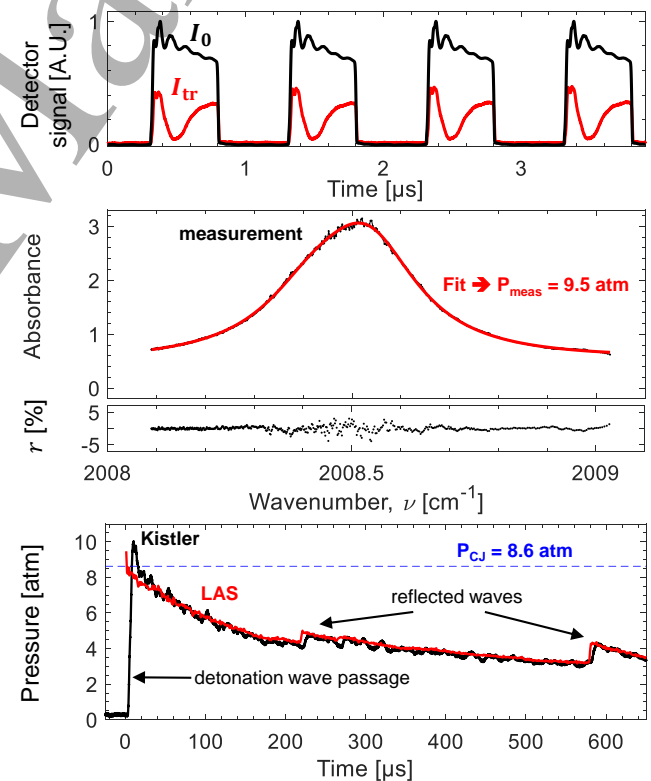 1
0
Detector
signal [A.U.]
I₀
Iₜᵣ
0 1 2 3
Time [µs]
3
2
1
0
Absorbance
measurement
Fit ➔ Pmeas = 9.5 atm
5
-5
r [%]
2008 2008.5 2009
Wavenumber, ν [cm⁻¹]
10
8
6
4
2
0
Pressure [atm]
Kistler
P_CJ = 8.6 atm
LAS
reflected waves
detonation wave passage
0 100 200 300 400 500 600
Time [µs]